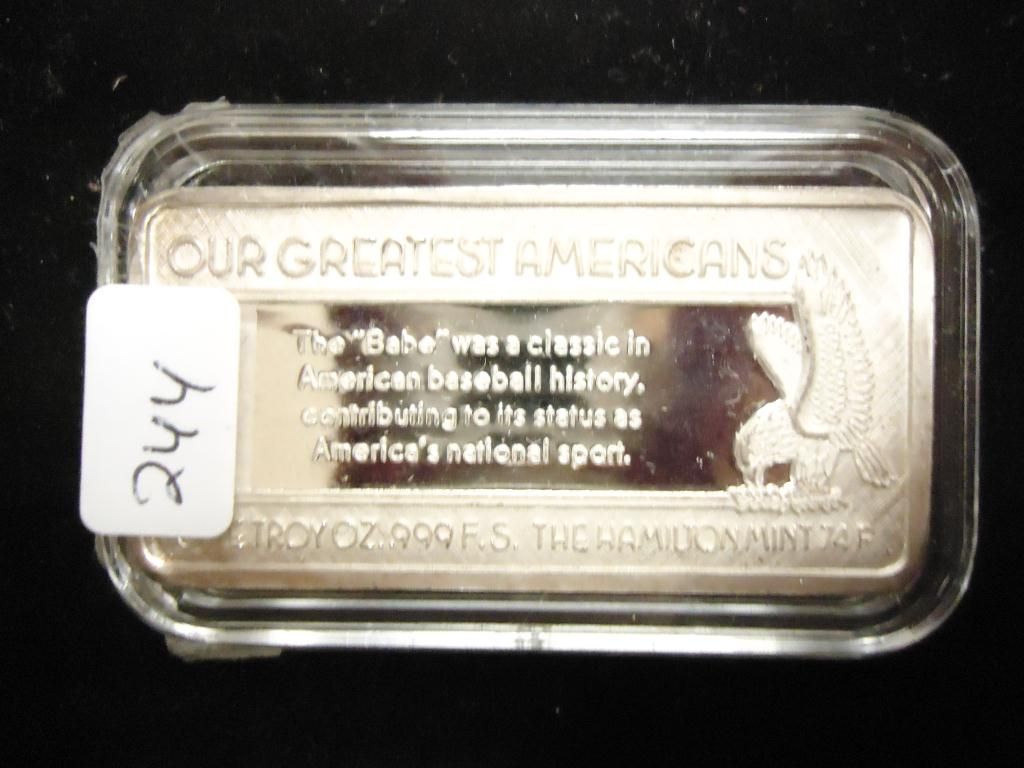 OUR GREATEST AMERICANS
The "Babe" was a classic in
American baseball history,
contributing to its status as
America's national sport.
TROY OZ. .999 F.S. THE HAMILTON MINT 74 F
244